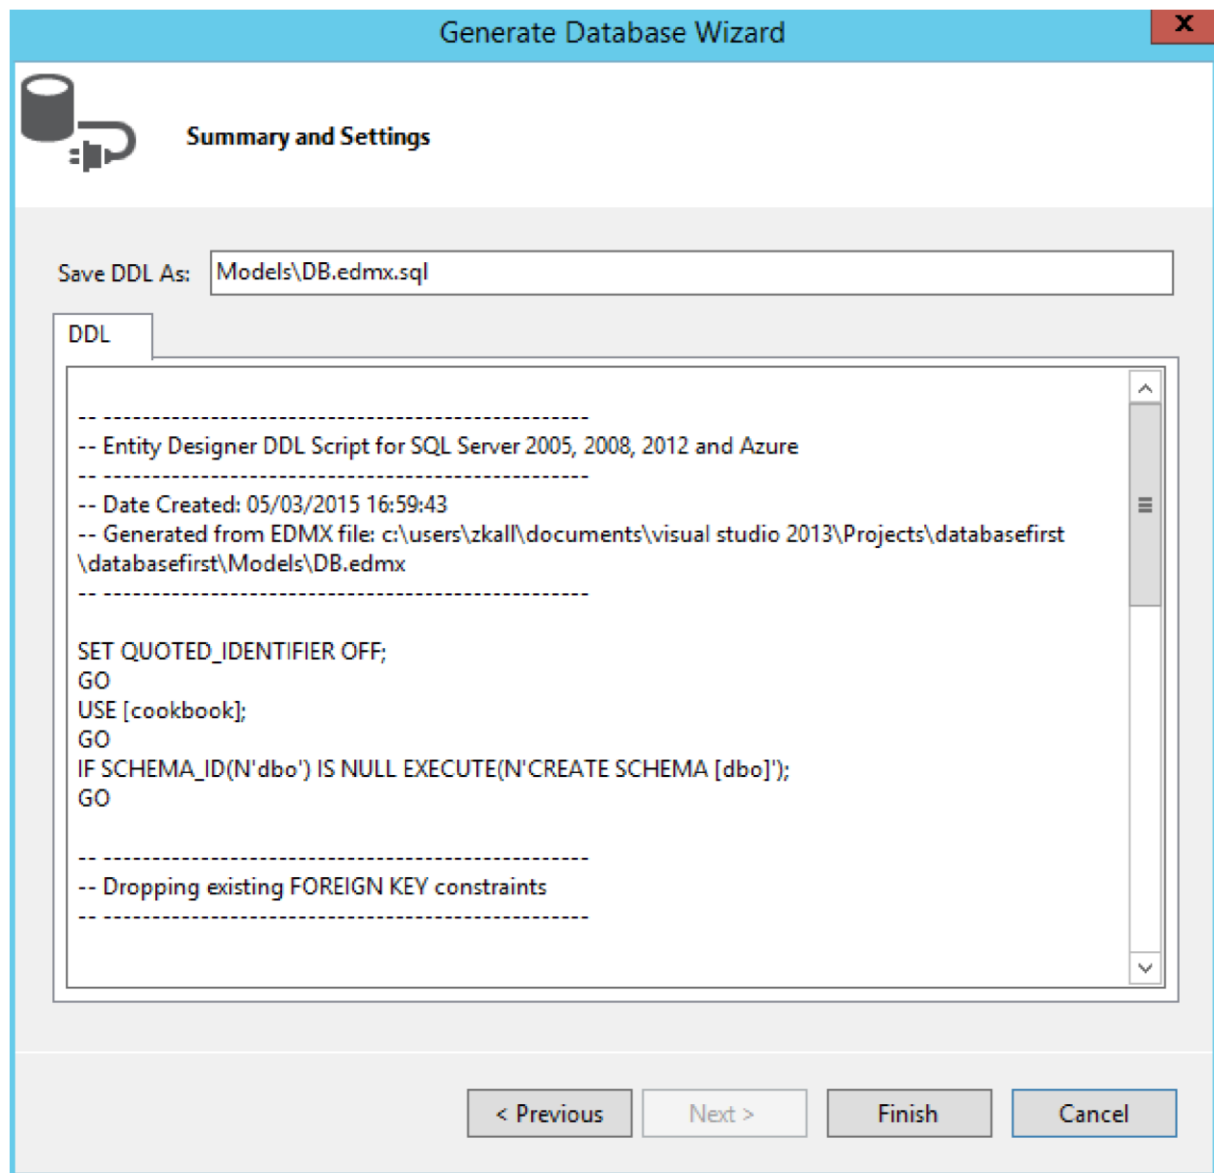 Generate Database Wizard
x
Summary and Settings
Save DDL As: Models\DB.edmx.sql
DDL
-- --------------------------------------------------
-- Entity Designer DDL Script for SQL Server 2005, 2008, 2012 and Azure
-- --------------------------------------------------
-- Date Created: 05/03/2015 16:59:43
-- Generated from EDMX file: c:\users\zkall\documents\visual studio 2013\Projects\databasefirst
\databasefirst\Models\DB.edmx
-- --------------------------------------------------
SET QUOTED_IDENTIFIER OFF;
GO
USE [cookbook];
GO
IF SCHEMA_ID(N'dbo') IS NULL EXECUTE(N'CREATE SCHEMA [dbo]');
GO
-- --------------------------------------------------
-- Dropping existing FOREIGN KEY constraints
-- --------------------------------------------------
< Previous Next > Finish Cancel